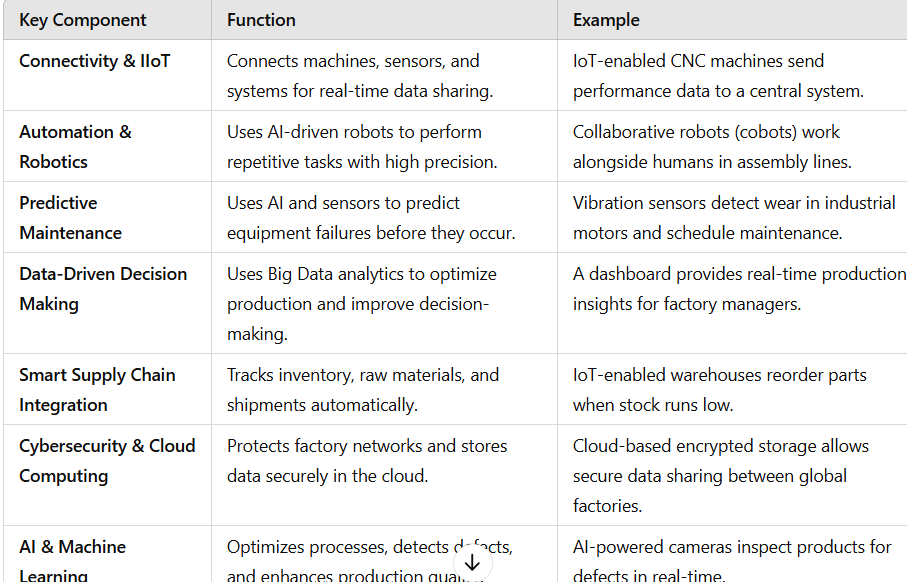 Key Component
Function
Example
Connectivity & IIoT
Connects machines, sensors, and
systems for real-time data sharing.
IoT-enabled CNC machines send
performance data to a central system.
Automation &
Robotics
Uses AI-driven robots to perform
repetitive tasks with high precision.
Collaborative robots (cobots) work
alongside humans in assembly lines.
Predictive
Maintenance
Uses AI and sensors to predict
equipment failures before they occur.
Vibration sensors detect wear in industrial
motors and schedule maintenance.
Data-Driven Decision
Making
Uses Big Data analytics to optimize
production and improve decision-
making.
A dashboard provides real-time production
insights for factory managers.
Smart Supply Chain
Integration
Tracks inventory, raw materials, and
shipments automatically.
IoT-enabled warehouses reorder parts
when stock runs low.
Cybersecurity & Cloud
Computing
Protects factory networks and stores
data securely in the cloud.
Cloud-based encrypted storage allows
secure data sharing between global
factories.
AI & Machine
Learning
Optimizes processes, detects defects,
and enhances production quality.
AI-powered cameras inspect products for
defects in real-time.